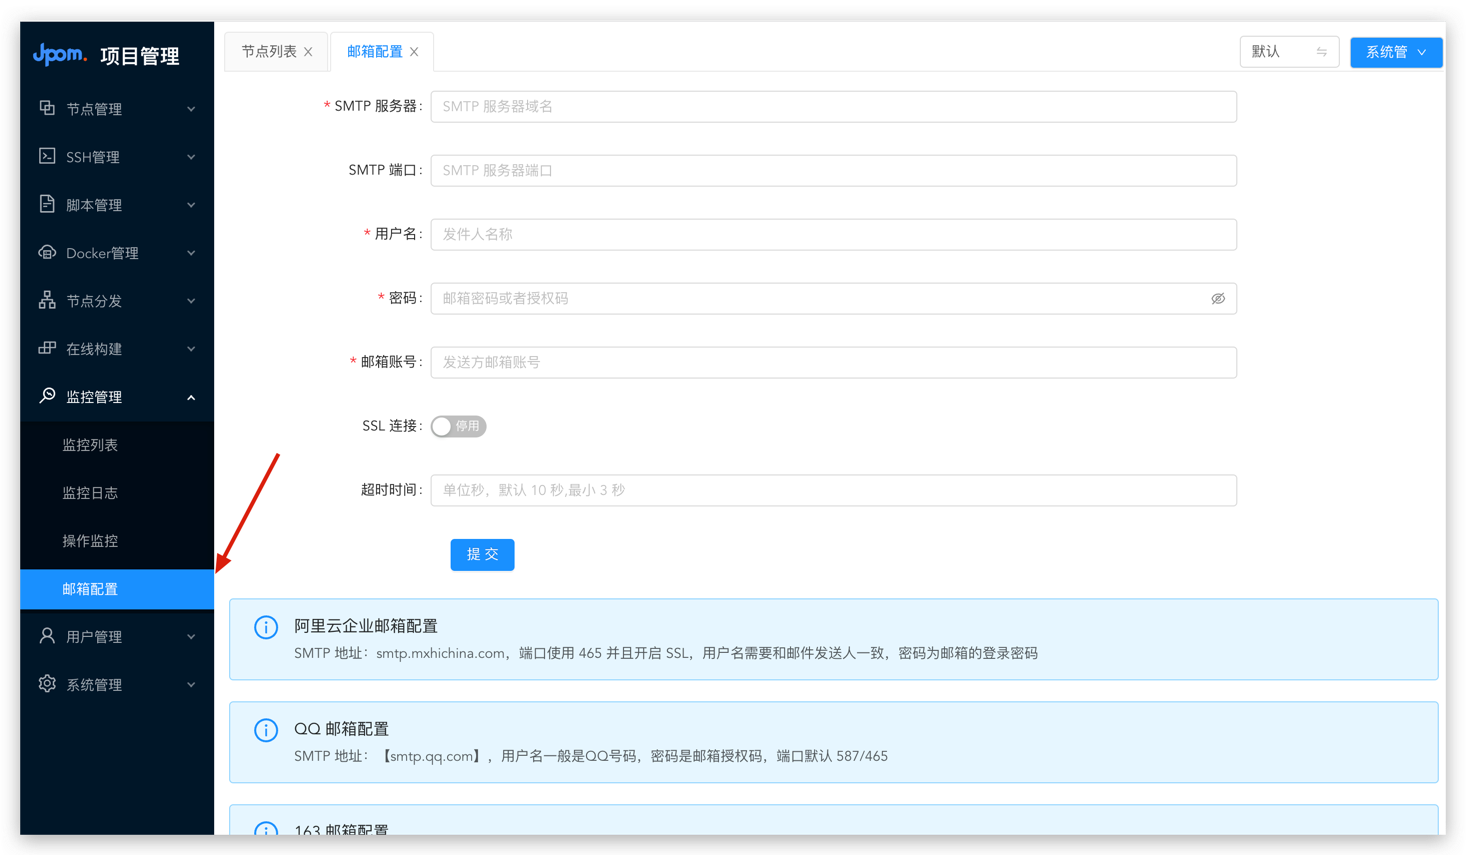 Jpom. 项目管理
节点管理
SSH管理
脚本管理
Docker管理
节点分发
在线构建
监控管理
监控列表
监控日志
操作监控
邮箱配置
用户管理
系统管理
节点列表
邮箱配置
默认
系统管
* SMTP 服务器:
SMTP 服务器域名
SMTP 端口:
SMTP 服务器端口
* 用户名:
发件人名称
* 密码:
邮箱密码或者授权码
* 邮箱账号:
发送方邮箱账号
SSL 连接:
停用
超时时间:
单位秒，默认 10 秒,最小 3 秒
提 交
阿里云企业邮箱配置
SMTP 地址：smtp.mxhichina.com，端口使用 465 并且开启 SSL，用户名需要和邮件发送人一致，密码为邮箱的登录密码
QQ 邮箱配置
SMTP 地址：【smtp.qq.com】，用户名一般是QQ号码，密码是邮箱授权码，端口默认 587/465
163 邮箱配置